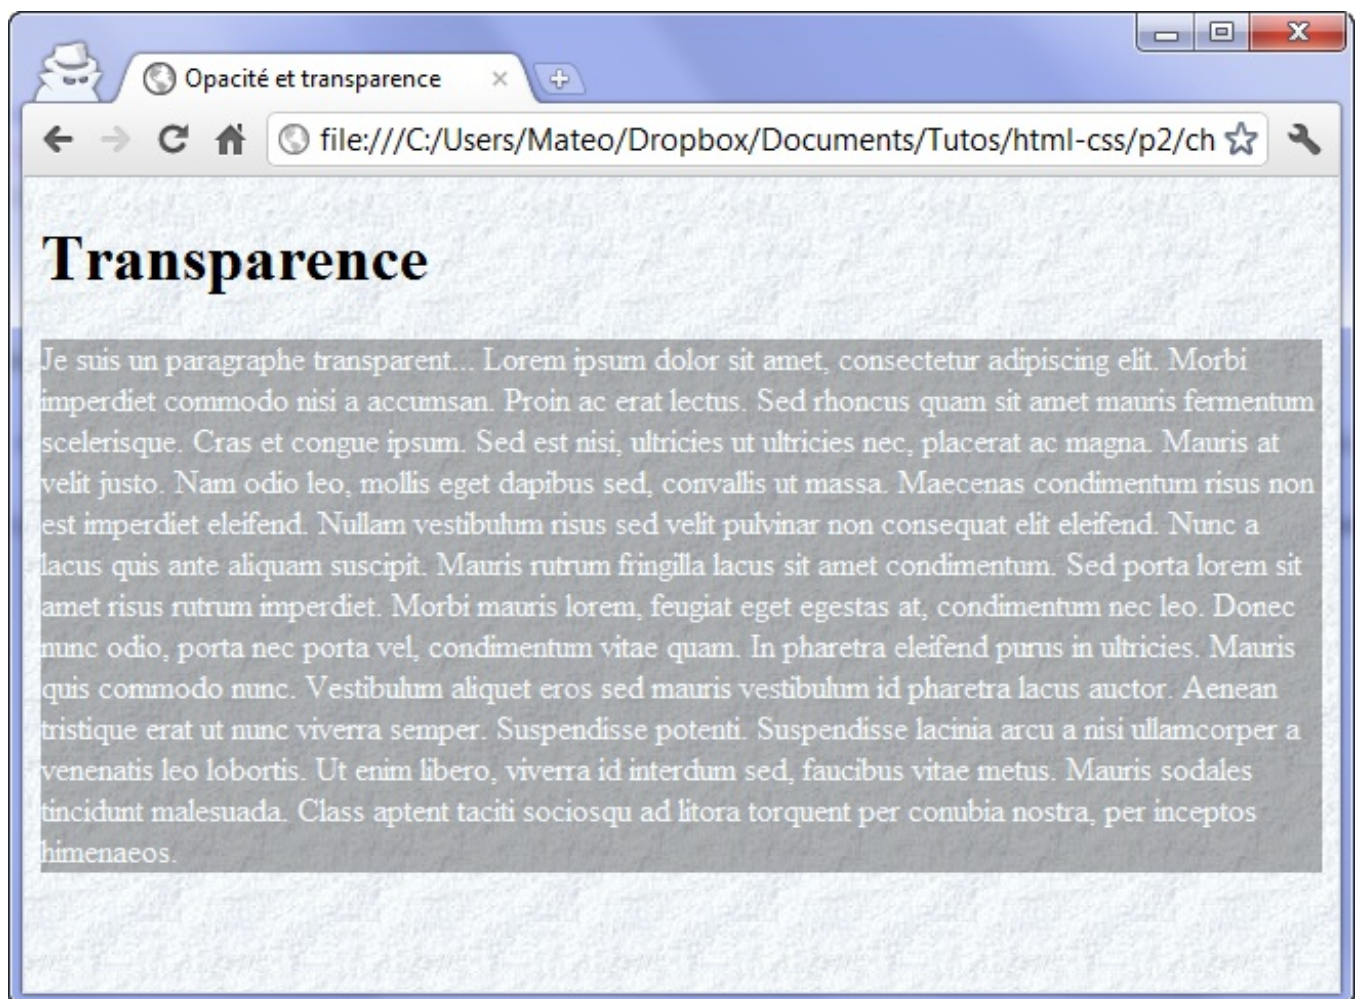 Opacité et transparence
file:///C:/Users/Mateo/Dropbox/Documents/Tutos/html-css/p2/ch
Transparence
Je suis un paragraphe transparent... Lorem ipsum dolor sit amet, consectetur adipiscing elit. Morbi
imperdiet commodo nisi a accumsan. Proin ac erat lectus. Sed rhoncus quam sit amet mauris fermentum
scelerisque. Cras et congue ipsum. Sed est nisi, ultricies ut ultricies nec, placerat ac magna. Mauris at
velit justo. Nam odio leo, mollis eget dapibus sed, convallis ut massa. Maecenas condimentum risus non
est imperdiet eleifend. Nullam vestibulum risus sed velit pulvinar non consequat elit eleifend. Nunc a
lacus quis ante aliquam suscipit. Mauris rutrum fringilla lacus sit amet condimentum. Sed porta lorem sit
amet risus rutrum imperdiet. Morbi mauris lorem, feugiat eget egestas at, condimentum nec leo. Donec
nunc odio, porta nec porta vel, condimentum vitae quam. In pharetra eleifend purus in ultricies. Mauris
quis commodo nunc. Vestibulum aliquet eros sed mauris vestibulum id pharetra lacus auctor. Aenean
tristique erat ut nunc viverra semper. Suspendisse potenti. Suspendisse lacinia arcu a nisi ullamcorper a
venenatis leo lobortis. Ut enim libero, viverra id interdum sed, faucibus vitae metus. Mauris sodales
tincidunt malesuada. Class aptent taciti sociosqu ad litora torquent per conubia nostra, per inceptos
himenaeos.